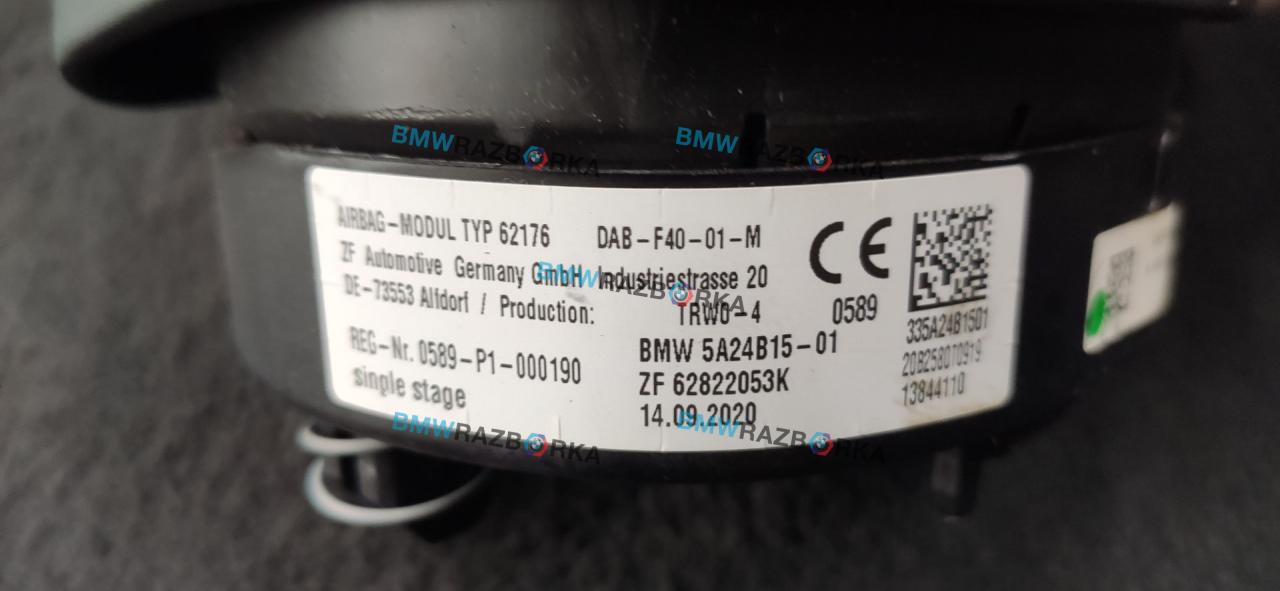 AIRBAG-MODUL TYP 62176 DAB-F40-01-M
ZF Automotive Germany GmbH Industriestrasse 20
DE-73553 Alfdorf / Production: TRW0-4
REG-Nr. 0589-P1-000190
single stage
BMW 5A24B15-01
ZF 62822053K
14.09.2020
CE
0589
335A24B1501
20B258070919
13844110
BMWRAZBORKA
BMWRAZBORKA
BMWRAZBORKA
BMWRAZBORKA
BMWRAZBORKA